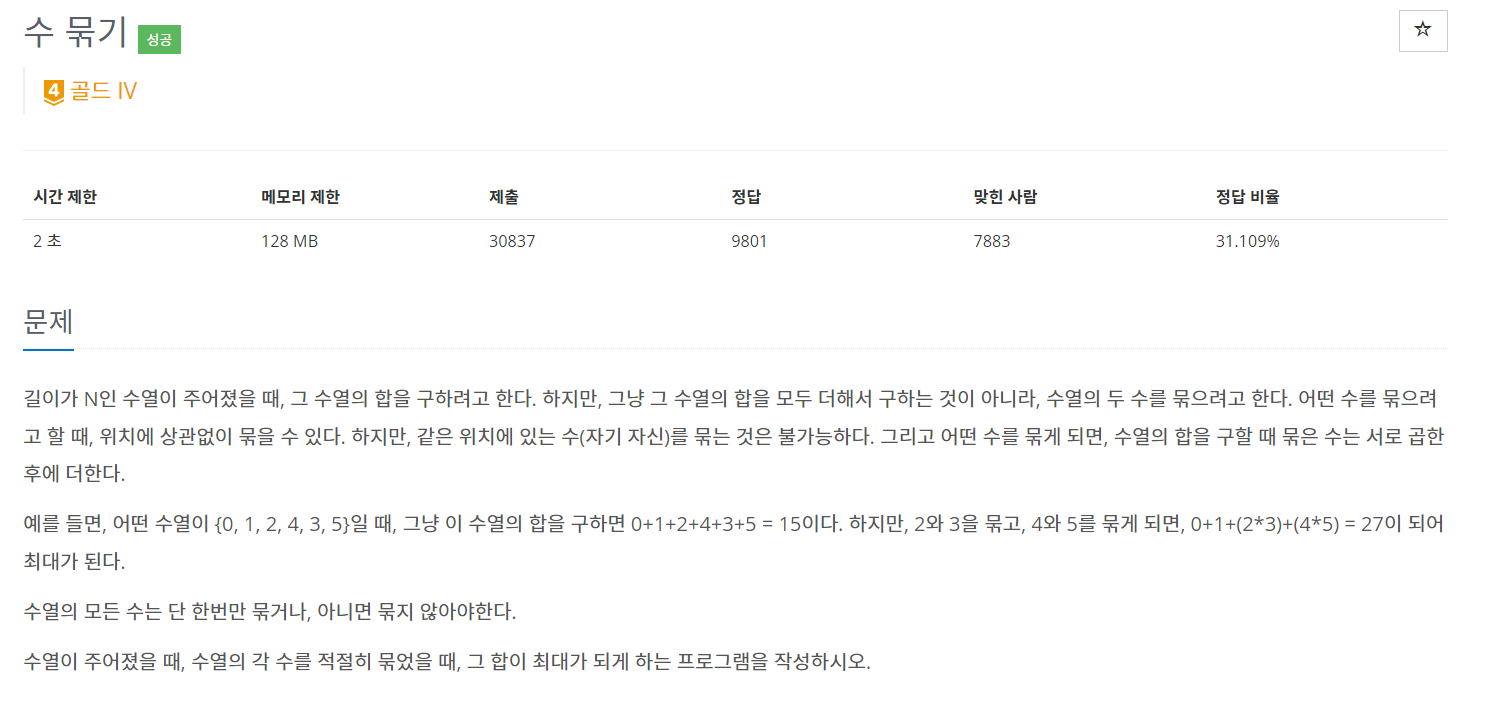 수 묶기 성공
☆
4 골드 IV
시간 제한 메모리 제한 제출 정답 맞힌 사람 정답 비율
2 초 128 MB 30837 9801 7883 31.109%
문제
길이가 N인 수열이 주어졌을 때, 그 수열의 합을 구하려고 한다. 하지만, 그냥 그 수열의 합을 모두 더해서 구하는 것이 아니라, 수열의 두 수를 묶으려고 한다. 어떤 수를 묶으려
고 할 때, 위치에 상관없이 묶을 수 있다. 하지만, 같은 위치에 있는 수(자기 자신)를 묶는 것은 불가능하다. 그리고 어떤 수를 묶게 되면, 수열의 합을 구할 때 묶은 수는 서로 곱한
후에 더한다.
예를 들면, 어떤 수열이 {0, 1, 2, 4, 3, 5}일 때, 그냥 이 수열의 합을 구하면 0+1+2+4+3+5 = 15이다. 하지만, 2와 3을 묶고, 4와 5를 묶게 되면, 0+1+(2*3)+(4*5) = 27이 되어
최대가 된다.
수열의 모든 수는 단 한번만 묶거나, 아니면 묶지 않아야한다.
수열이 주어졌을 때, 수열의 각 수를 적절히 묶었을 때, 그 합이 최대가 되게 하는 프로그램을 작성하시오.